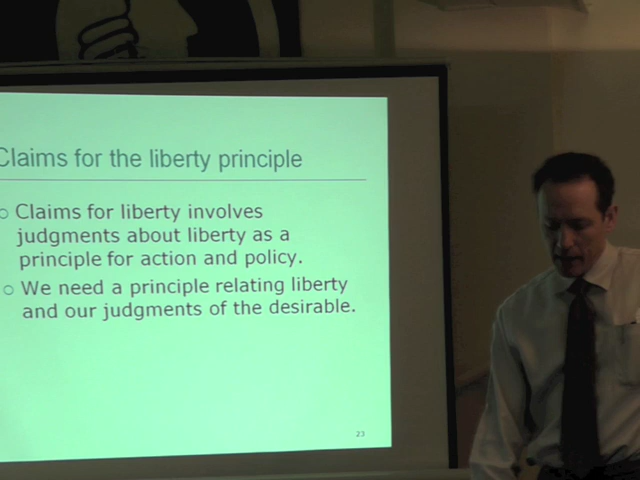 Claims for the liberty principle
Claims for liberty involves
judgments about liberty as a
principle for action and policy.
We need a principle relating liberty
and our judgments of the desirable.
23